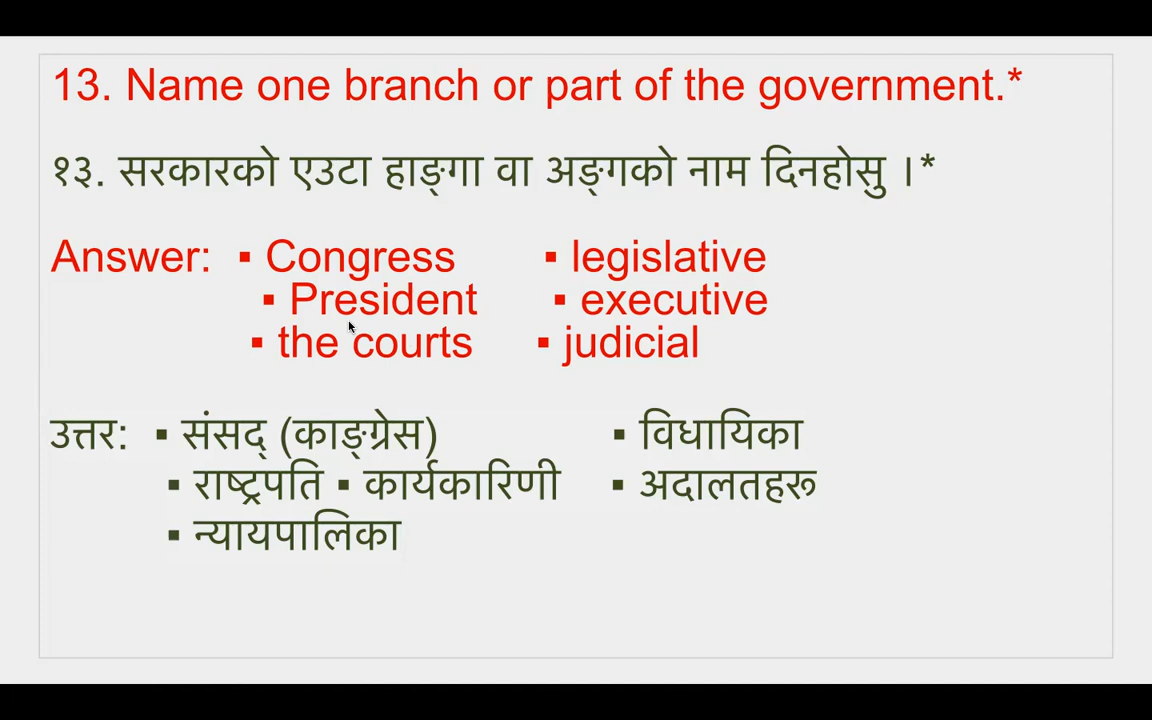 13. Name one branch or part of the government.*
१३. सरकारको एउटा हाङ्गा वा अङ्गको नाम दिनहोसु ।*
Answer: ▪ Congress ▪ legislative
▪ President ▪ executive
▪ the courts ▪ judicial
उत्तर: ▪ संसद् (काङ्ग्रेस) ▪ विधायिका
▪ राष्ट्रपति ▪ कार्यकारिणी ▪ अदालतहरू
▪ न्यायपालिका